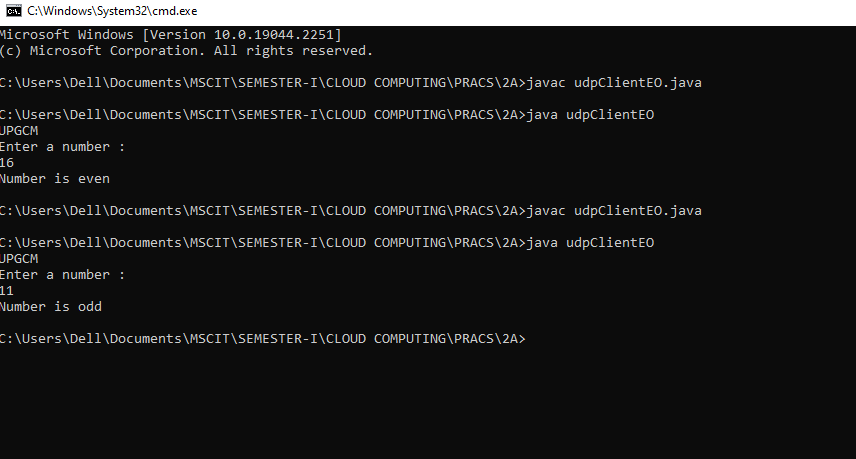 C:\Windows\System32\cmd.exe
Microsoft Windows [Version 10.0.19044.2251]
(c) Microsoft Corporation. All rights reserved.
C:\Users\Dell\Documents\MSCIT\SEMESTER-I\CLOUD COMPUTING\PRACS\2A>javac udpClientEO.java
C:\Users\Dell\Documents\MSCIT\SEMESTER-I\CLOUD COMPUTING\PRACS\2A>java udpClientEO
UPGCM
Enter a number :
16
Number is even
C:\Users\Dell\Documents\MSCIT\SEMESTER-I\CLOUD COMPUTING\PRACS\2A>javac udpClientEO.java
C:\Users\Dell\Documents\MSCIT\SEMESTER-I\CLOUD COMPUTING\PRACS\2A>java udpClientEO
UPGCM
Enter a number :
11
Number is odd
C:\Users\Dell\Documents\MSCIT\SEMESTER-I\CLOUD COMPUTING\PRACS\2A>